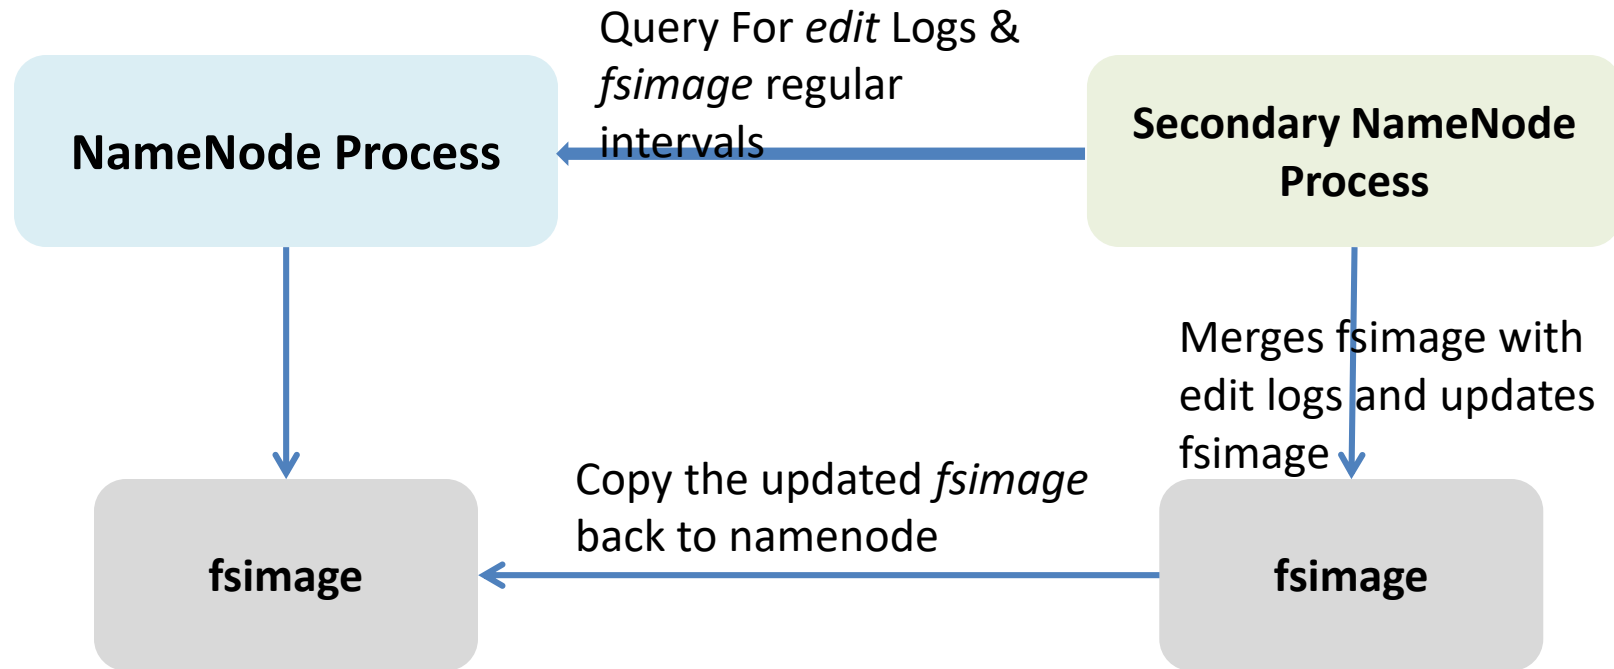 Query For edit Logs &
fsimage regular
intervals
NameNode Process
Secondary NameNode
Process
Merges fsimage with
edit logs and updates
fsimage
Copy the updated fsimage
back to namenode
fsimage
fsimage